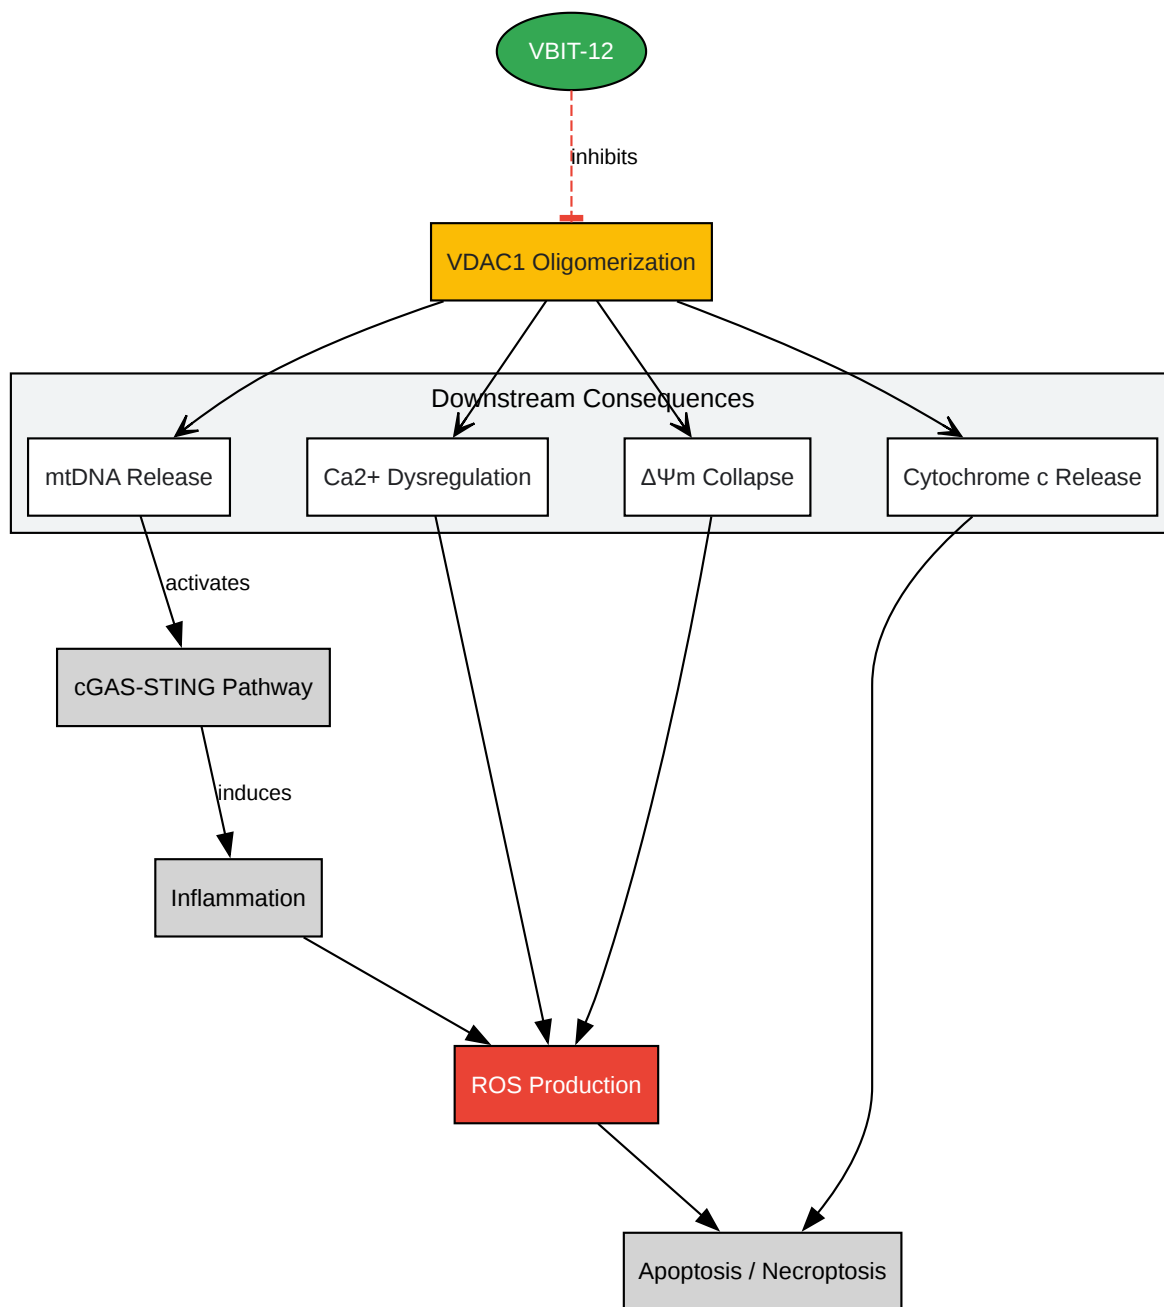 VBIT-12
inhibits
VDAC1 Oligomerization
Downstream Consequences
mtDNA Release
Ca2+ Dysregulation
ΔΨm Collapse
Cytochrome c Release
activates
cGAS-STING Pathway
induces
Inflammation
ROS Production
Apoptosis / Necroptosis